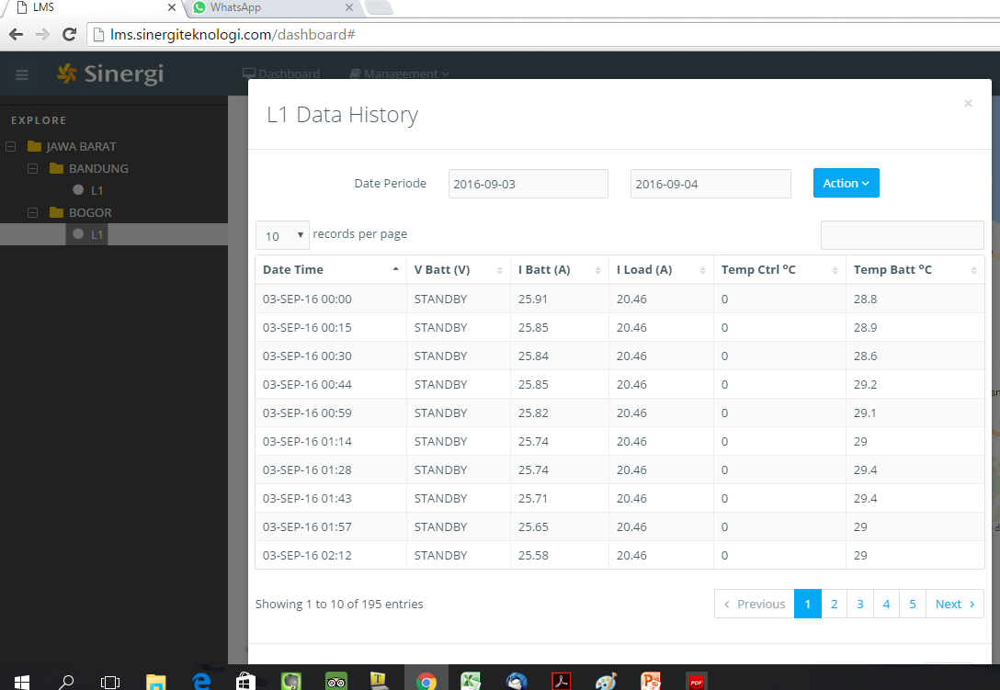 LMS
WhatsApp
lms.sinergiteknologi.com/dashboard#
Sinergi
Dashboard
Management
EXPLORE
JAWA BARAT
BANDUNG
L1
BOGOR
L1
L1 Data History
×
Date Periode 2016-09-03 2016-09-04 Action
10 records per page
Date Time V Batt (V) I Batt (A) I Load (A) Temp Ctrl ºC Temp Batt ºC
03-SEP-16 00:00 STANDBY 25.91 20.46 0 28.8
03-SEP-16 00:15 STANDBY 25.85 20.46 0 28.9
03-SEP-16 00:30 STANDBY 25.84 20.46 0 28.6
03-SEP-16 00:44 STANDBY 25.85 20.46 0 29.2
03-SEP-16 00:59 STANDBY 25.82 20.46 0 29.1
03-SEP-16 01:14 STANDBY 25.74 20.46 0 29
03-SEP-16 01:28 STANDBY 25.74 20.46 0 29.4
03-SEP-16 01:43 STANDBY 25.71 20.46 0 29.4
03-SEP-16 01:57 STANDBY 25.65 20.46 0 29
03-SEP-16 02:12 STANDBY 25.58 20.46 0 29
Showing 1 to 10 of 195 entries
‹ Previous 1 2 3 4 5 Next ›
PDF